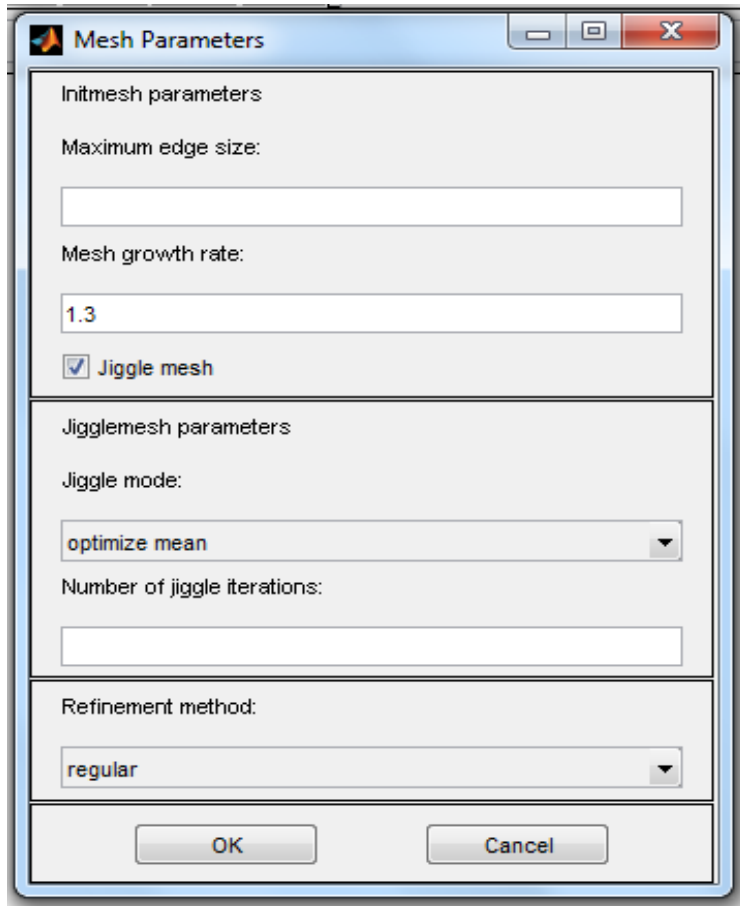 Mesh Parameters
Initmesh parameters
Maximum edge size:
Mesh growth rate:
1.3
Jiggle mesh
Jigglemesh parameters
Jiggle mode:
optimize mean
Number of jiggle iterations:
Refinement method:
regular
OK
Cancel